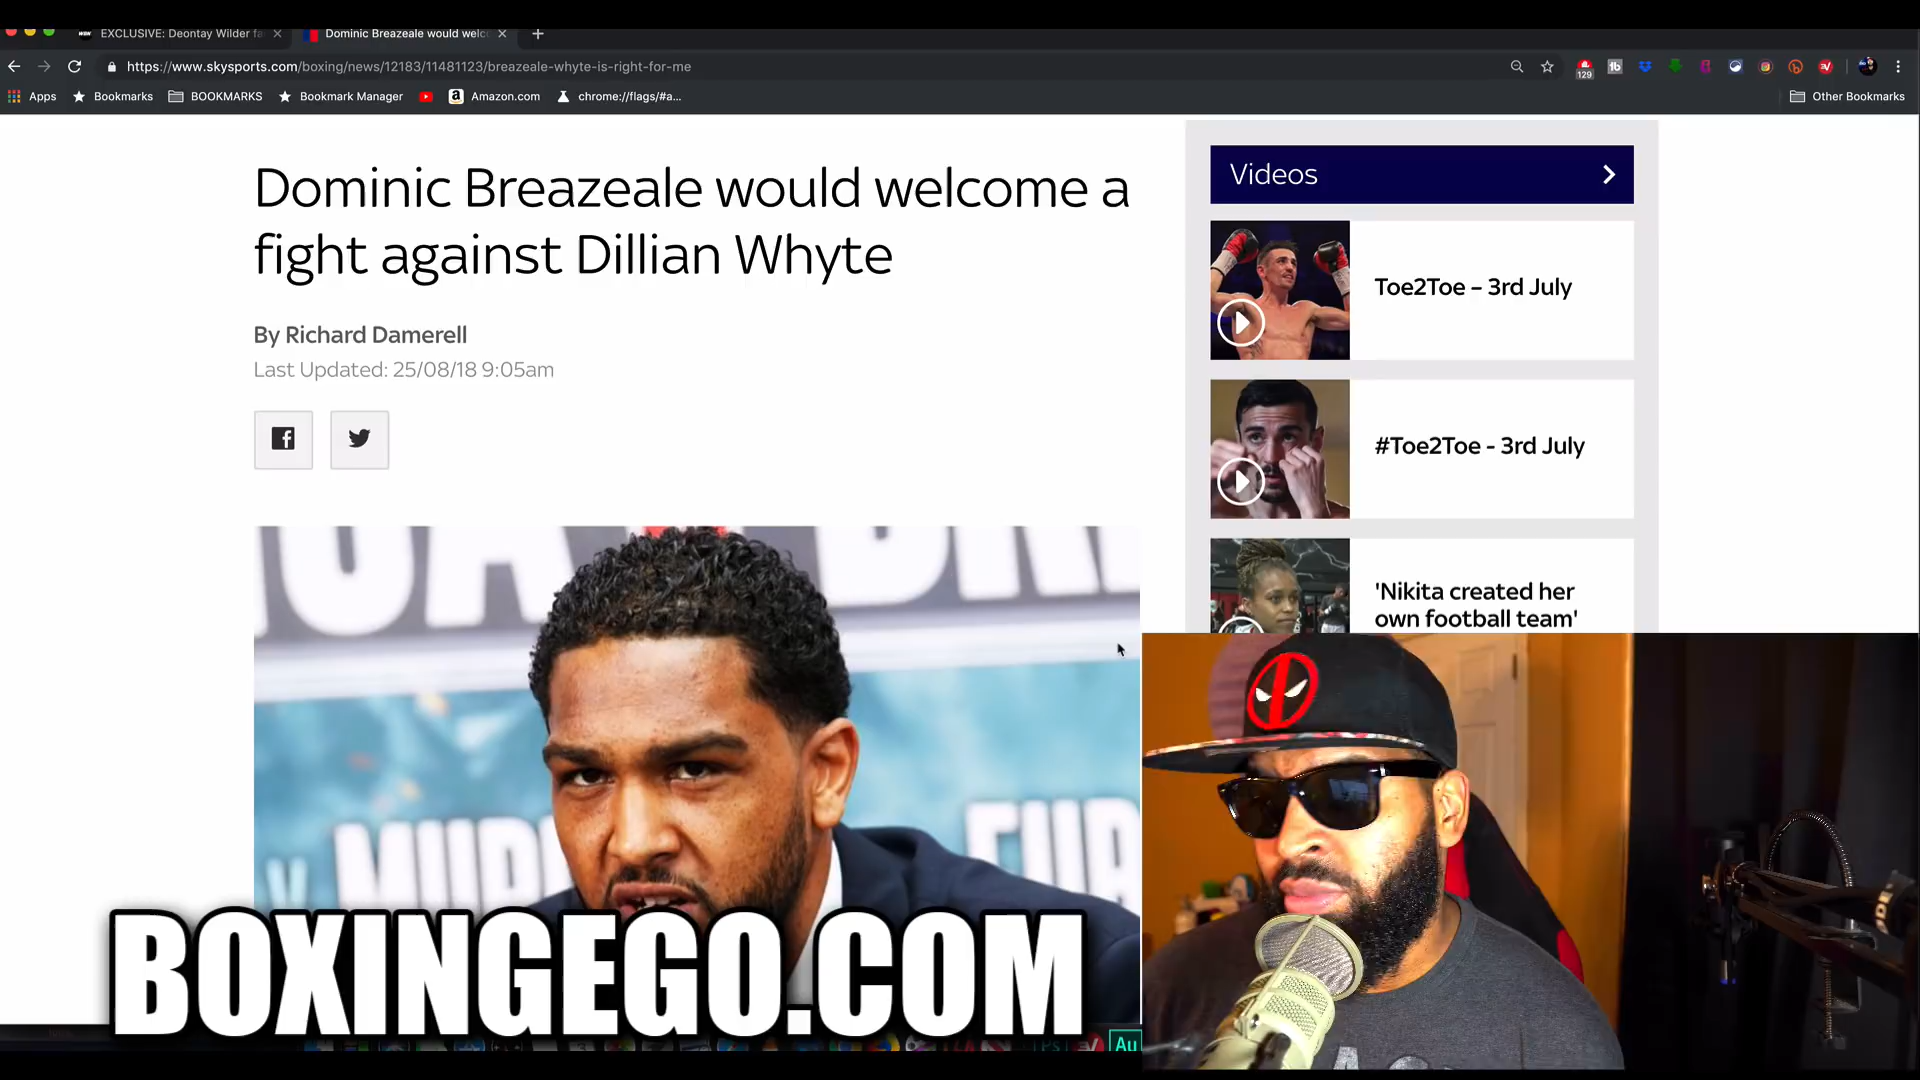 EXCLUSIVE: Deontay Wilder fa
Dominic Breazeale would welc
https://www.skysports.com/boxing/news/12183/11481123/breazeale-whyte-is-right-for-me
129
Apps
Bookmarks
BOOKMARKS
Bookmark Manager
Amazon.com
chrome://flags/#a...
Other Bookmarks
Dominic Breazeale would welcome a
fight against Dillian Whyte
By Richard Damerell
Last Updated: 25/08/18 9:05am
Videos
Toe2Toe – 3rd July
#Toe2Toe - 3rd July
'Nikita created her
own football team'
BOXINGEGO.COM
Ps
Au